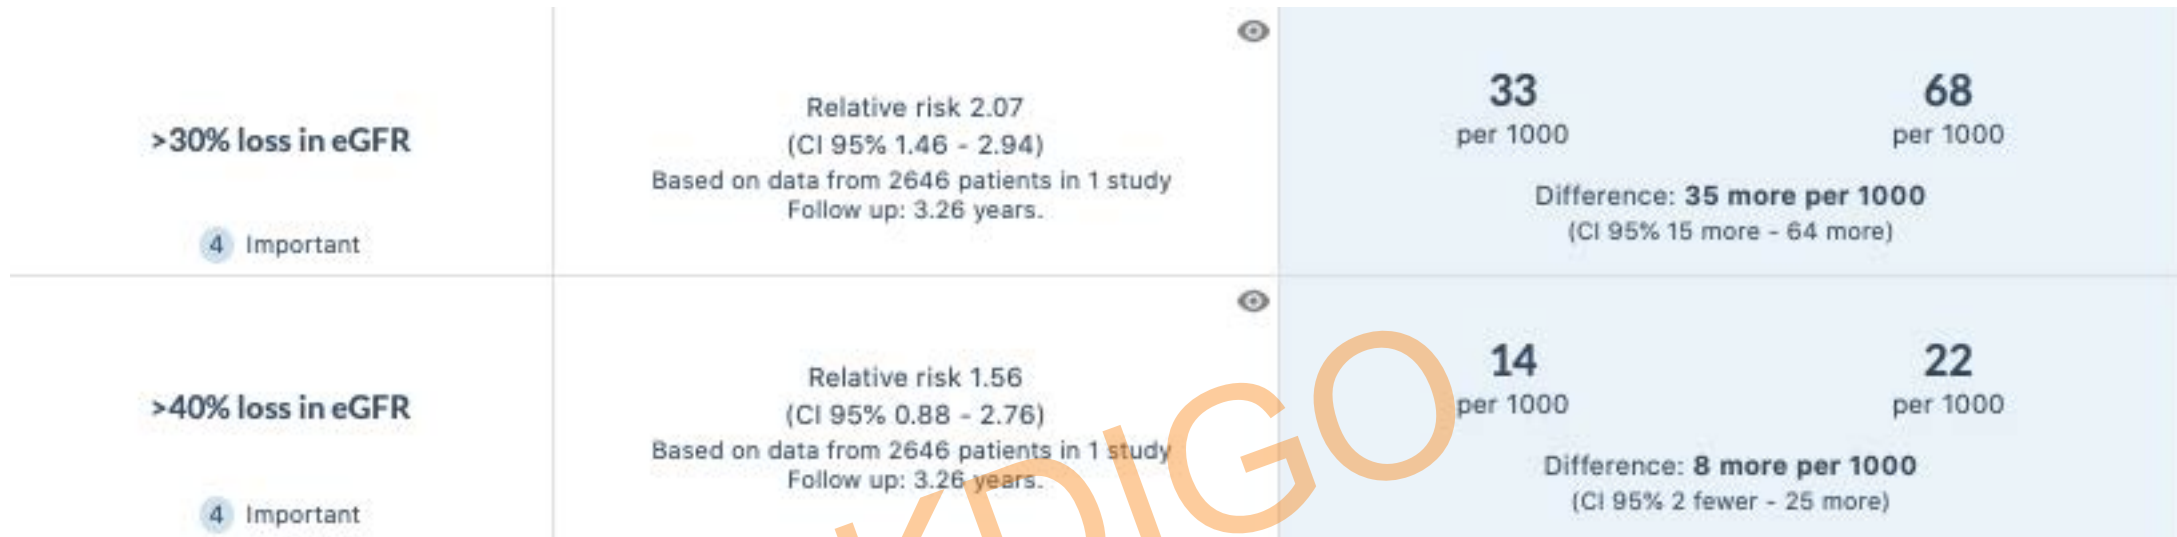 >30% loss in eGFR
4 Important
Relative risk 2.07
(CI 95% 1.46 - 2.94)
Based on data from 2646 patients in 1 study
Follow up: 3.26 years.
33
per 1000
68
per 1000
Difference: 35 more per 1000
(CI 95% 15 more - 64 more)
>40% loss in eGFR
4 Important
Relative risk 1.56
(CI 95% 0.88 - 2.76)
Based on data from 2646 patients in 1 study
Follow up: 3.26 years.
14
per 1000
22
per 1000
Difference: 8 more per 1000
(CI 95% 2 fewer - 25 more)
KDIGO